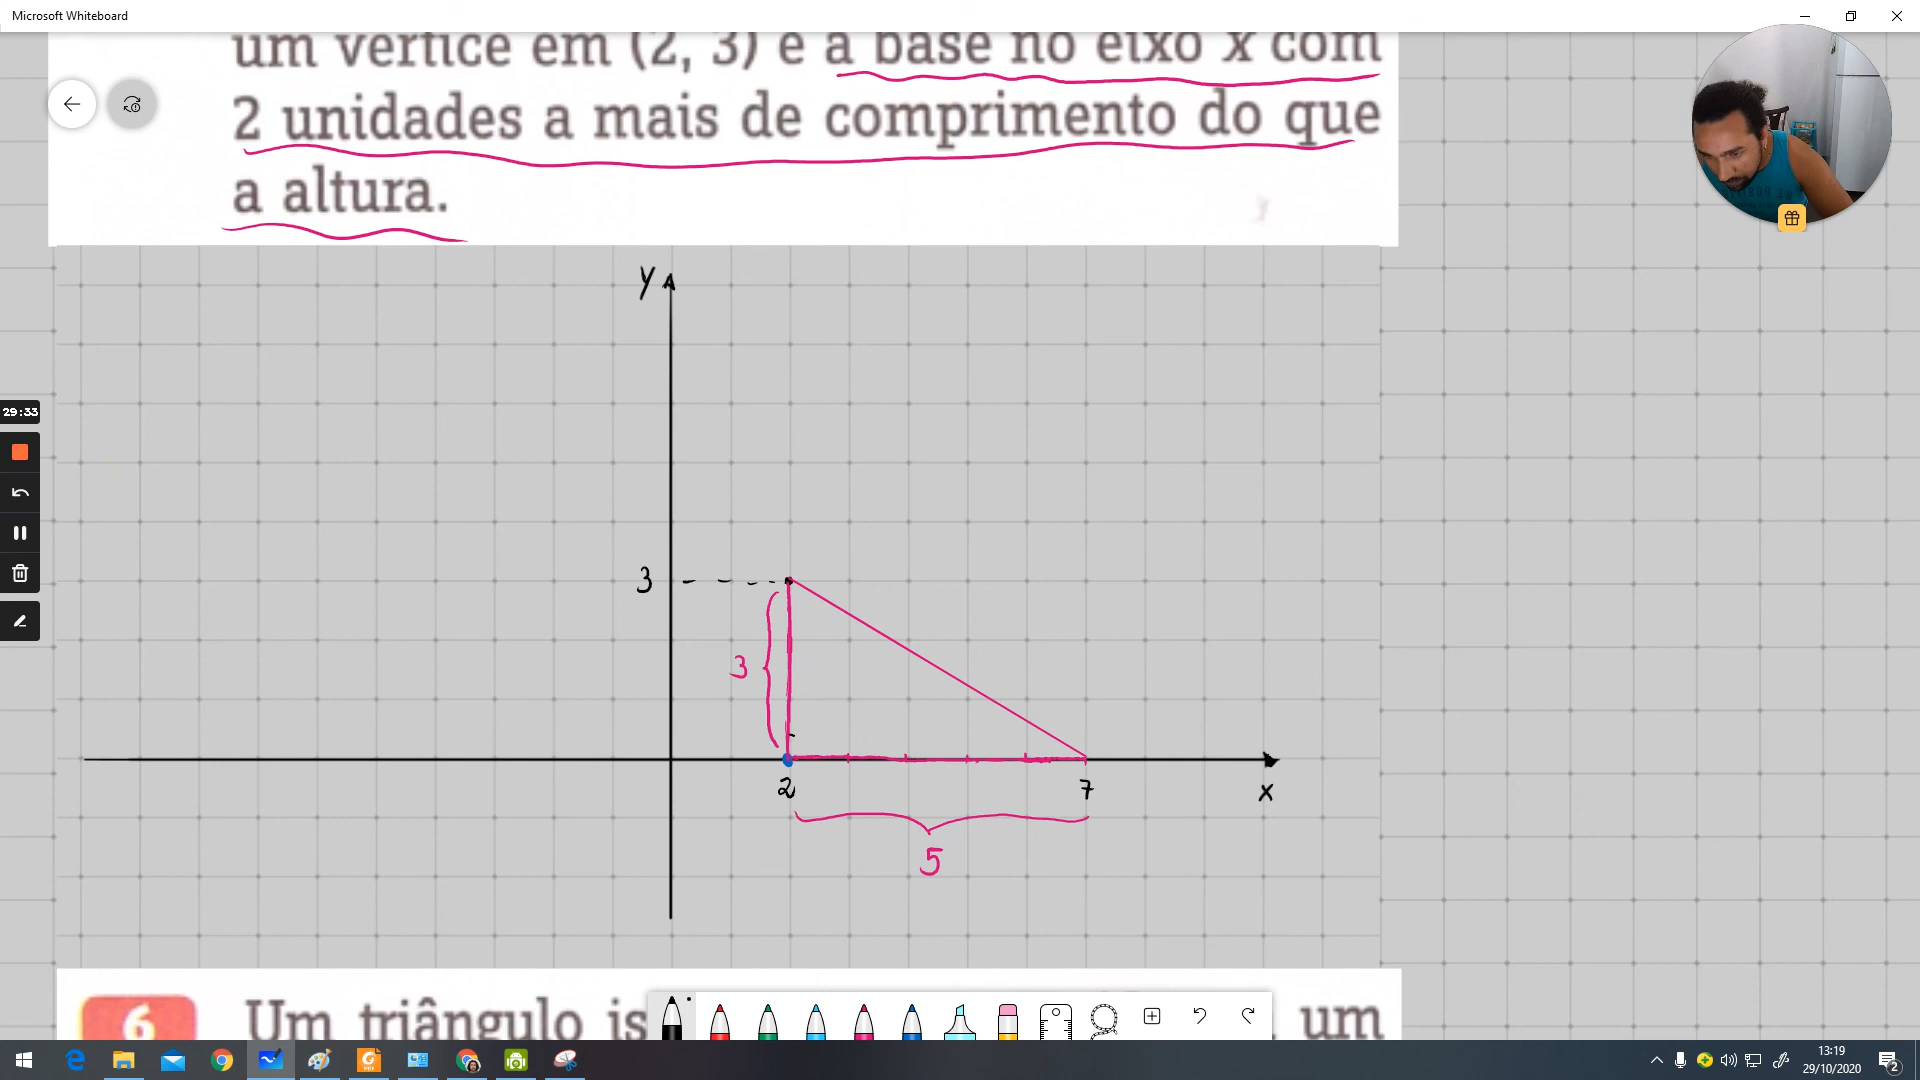 Microsoft Whiteboard
um vértice em (2, 3) e a base no eixo x com
2 unidades a mais de comprimento do que
a altura.
y
29:33
3
3
2
7
x
5
6 Um triângulo is um
13:19
29/10/2020
2